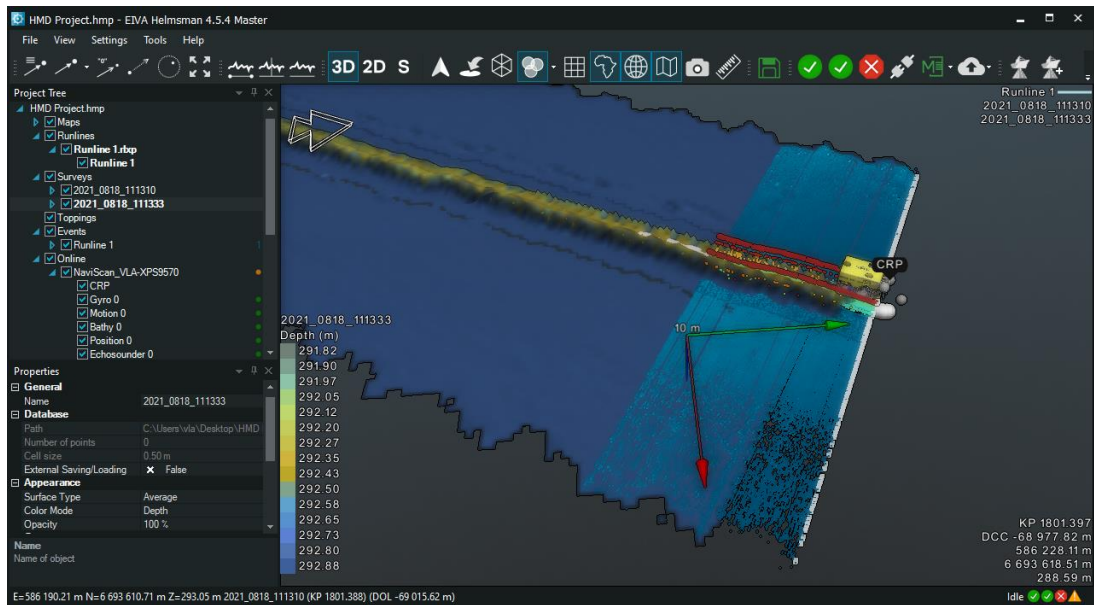 HMD Project.hmp - EIVA Helmsman 4.5.4 Master
File View Settings Tools Help
3D 2D S
Project Tree
HMD Project.hmp
Maps
Runlines
Runline 1.rlxp
Runline 1
Surveys
2021_0818_111310
2021_0818_111333
Toppings
Events
Runline 1 1
Online
NaviScan_VLA-XPS9570
CRP
Gyro 0
Motion 0
Bathy 0
Position 0
Echosounder 0
Properties
General
Name 2021_0818_111333
Database
Path C:\Users\vla\Desktop\HMD
Number of points 0
Cell size 0.50 m
External Saving/Loading False
Appearance
Surface Type Average
Color Mode Depth
Opacity 100 %
Name
Name of object
Runline 1
2021_0818_111310
2021_0818_111333
CRP
10 m
2021_0818_111333
Depth (m)
291.82
291.90
291.97
292.05
292.12
292.20
292.27
292.35
292.43
292.50
292.58
292.65
292.73
292.80
292.88
KP 1801.397
DCC -68 977.82 m
586 228.11 m
6 693 618.51 m
288.59 m
E=586 190.21 m N=6 693 610.71 m Z=293.05 m 2021_0818_111310 (KP 1801.388) (DOL -69 015.62 m)
Idle